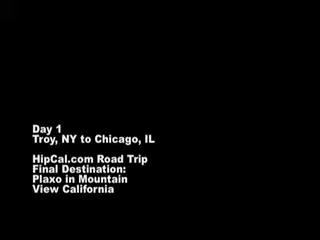 Day 1
Troy, NY to Chicago, IL
HipCal.com Road Trip
Final Destination:
Plaxo in Mountain
View California